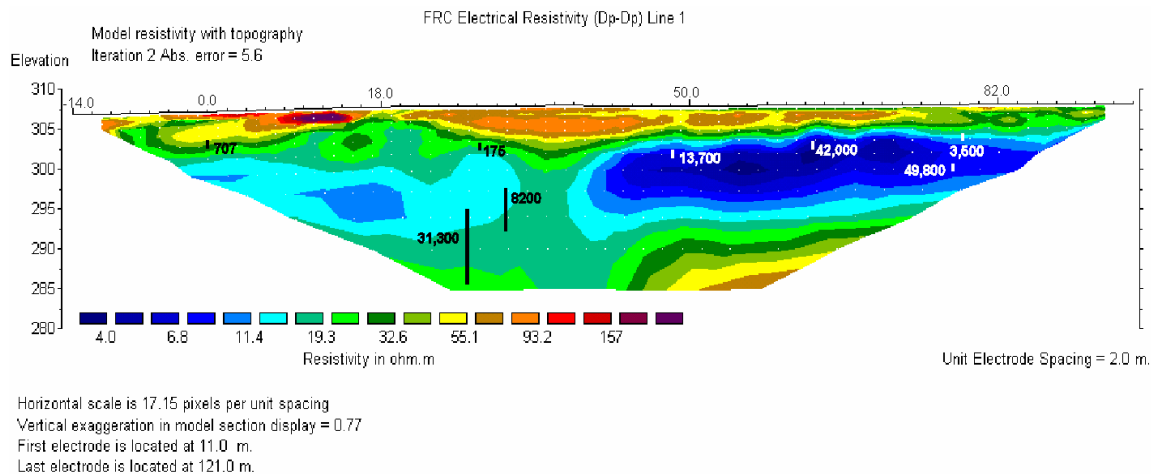 FRC Electrical Resistivity (Dp-Dp) Line 1
Model resistivity with topography
Iteration 2 Abs. error = 5.6
Elevation
310
-14.0 0.0 18.0 50.0 82.0
305
707 175 13,700 42,000 3,500
300
49,800
8200
295
31,300
290
285
280
4.0 6.8 11.4 19.3 32.6 55.1 93.2 157
Resistivity in ohm.m
Unit Electrode Spacing = 2.0 m.
Horizontal scale is 17.15 pixels per unit spacing
Vertical exaggeration in model section display = 0.77
First electrode is located at 11.0 m.
Last electrode is located at 121.0 m.